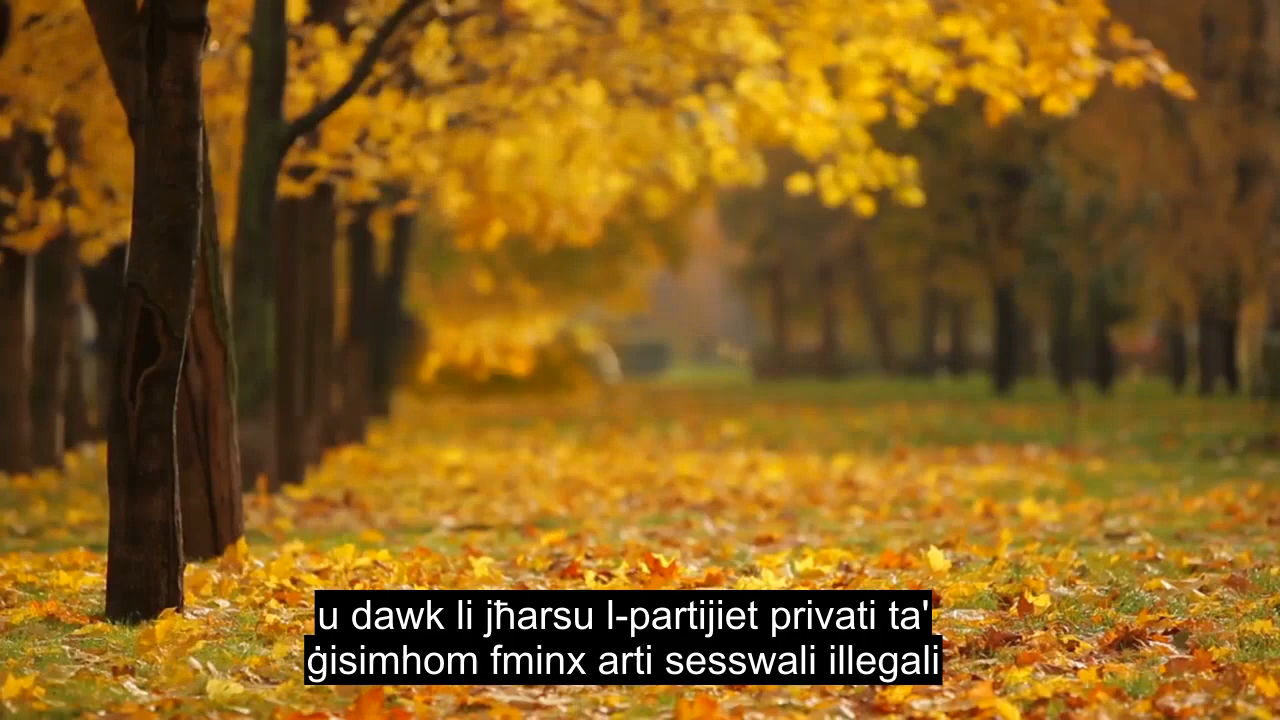 u dawk li jħarsu l-partijiet privati ta'
ġisimhom fminx arti sesswali illegali